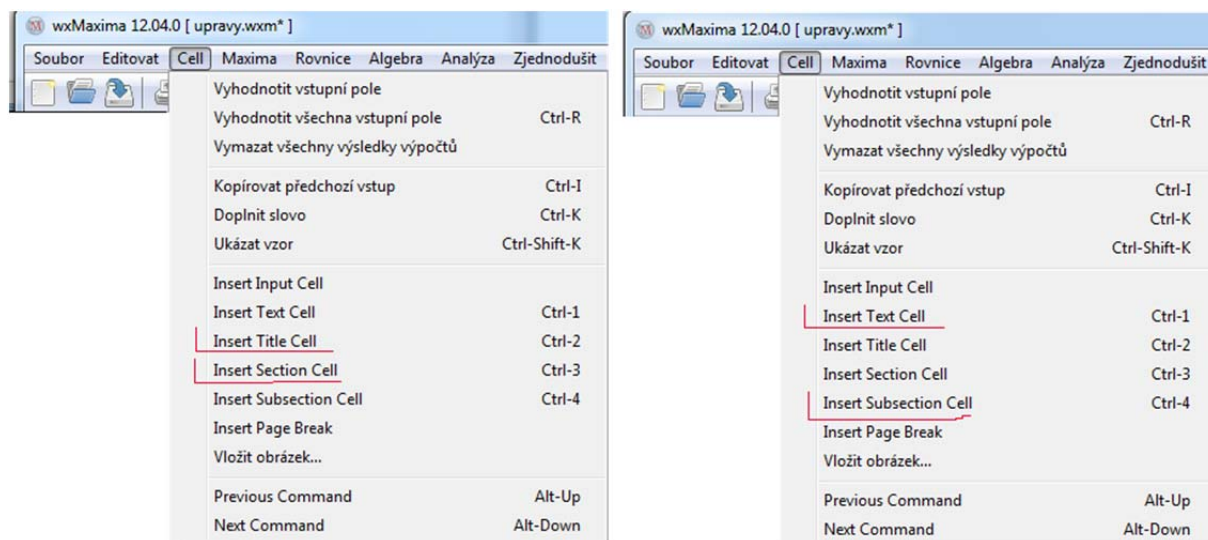 wxMaxima 12.04.0 [ upravy.wxm* ]
Soubor Editovat Cell Maxima Rovnice Algebra Analýza Zjednodušit
Vyhodnotit vstupní pole
Vyhodnotit všechna vstupní pole Ctrl-R
Vymazat všechny výsledky výpočtů
Kopírovat předchozí vstup Ctrl-I
Doplnit slovo Ctrl-K
Ukázat vzor Ctrl-Shift-K
Insert Input Cell
Insert Text Cell Ctrl-1
Insert Title Cell Ctrl-2
Insert Section Cell Ctrl-3
Insert Subsection Cell Ctrl-4
Insert Page Break
Vložit obrázek...
Previous Command Alt-Up
Next Command Alt-Down
wxMaxima 12.04.0 [ upravy.wxm* ]
Soubor Editovat Cell Maxima Rovnice Algebra Analýza Zjednodušit
Vyhodnotit vstupní pole
Vyhodnotit všechna vstupní pole Ctrl-R
Vymazat všechny výsledky výpočtů
Kopírovat předchozí vstup Ctrl-I
Doplnit slovo Ctrl-K
Ukázat vzor Ctrl-Shift-K
Insert Input Cell
Insert Text Cell Ctrl-1
Insert Title Cell Ctrl-2
Insert Section Cell Ctrl-3
Insert Subsection Cell Ctrl-4
Insert Page Break
Vložit obrázek...
Previous Command Alt-Up
Next Command Alt-Down